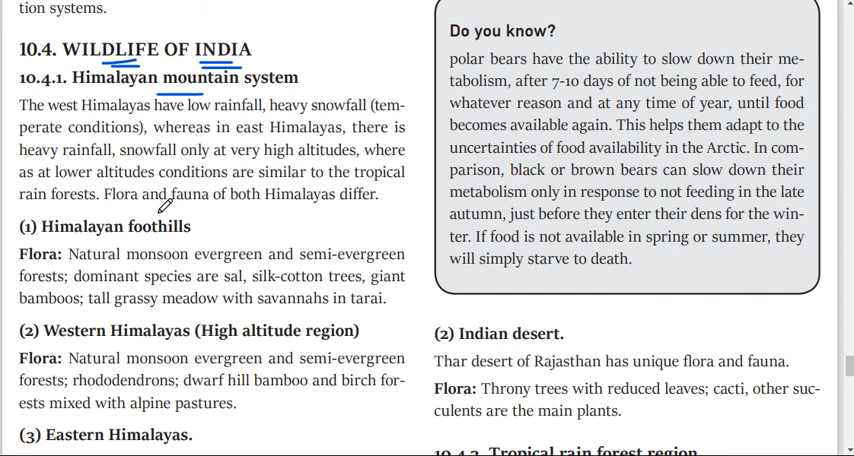 tion systems.
10.4. WILDLIFE OF INDIA
10.4.1. Himalayan mountain system
The west Himalayas have low rainfall, heavy snowfall (tem-
perate conditions), whereas in east Himalayas, there is
heavy rainfall, snowfall only at very high altitudes, where
as at lower altitudes conditions are similar to the tropical
rain forests. Flora and fauna of both Himalayas differ.
(1) Himalayan foothills
Flora: Natural monsoon evergreen and semi-evergreen
forests; dominant species are sal, silk-cotton trees, giant
bamboos; tall grassy meadow with savannahs in tarai.
(2) Western Himalayas (High altitude region)
Flora: Natural monsoon evergreen and semi-evergreen
forests; rhododendrons; dwarf hill bamboo and birch for-
ests mixed with alpine pastures.
(3) Eastern Himalayas.
Do you know?
polar bears have the ability to slow down their me-
tabolism, after 7-10 days of not being able to feed, for
whatever reason and at any time of year, until food
becomes available again. This helps them adapt to the
uncertainties of food availability in the Arctic. In com-
parison, black or brown bears can slow down their
metabolism only in response to not feeding in the late
autumn, just before they enter their dens for the win-
ter. If food is not available in spring or summer, they
will simply starve to death.
(2) Indian desert.
Thar desert of Rajasthan has unique flora and fauna.
Flora: Throny trees with reduced leaves; cacti, other suc-
culents are the main plants.
10.4.3. Tropical rain forest region